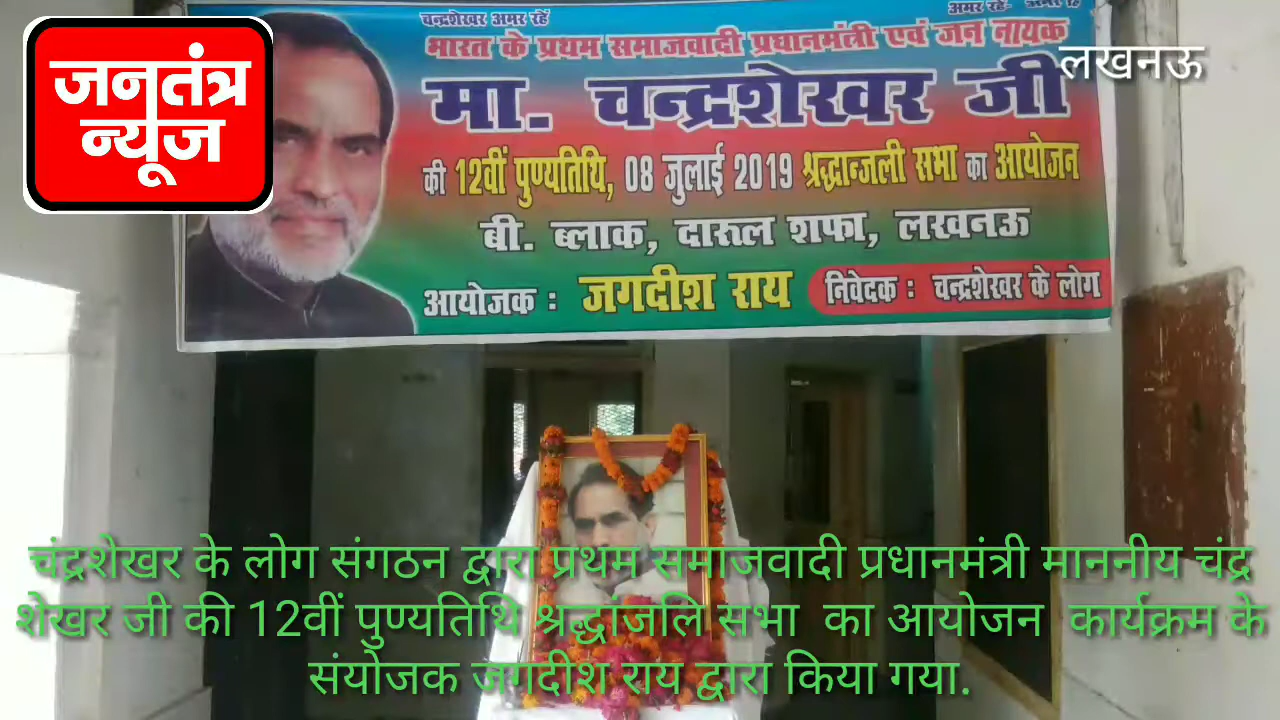 जनतंत्र
न्यूज
लखनऊ
चन्द्रशेखर अमर रहें
अमर रहे- अमर रहे
भारत के प्रथम समाजवादी प्रधानमंत्री एवं जन नायक
मा. चन्द्रशेखर जी
की 12वीं पुण्यतिथि, 08 जुलाई 2019 श्रद्धान्जली सभा का आयोजन
बी. ब्लाक, दारुल शफा, लखनऊ
आयोजक : जगदीश राय
निवेदक : चन्द्रशेखर के लोग
चंद्रशेखर के लोग संगठन द्वारा प्रथम समाजवादी प्रधानमंत्री माननीय चंद्र
शेखर जी की 12वीं पुण्यतिथि श्रद्धांजलि सभा का आयोजन कार्यक्रम के
संयोजक जगदीश राय द्वारा किया गया.